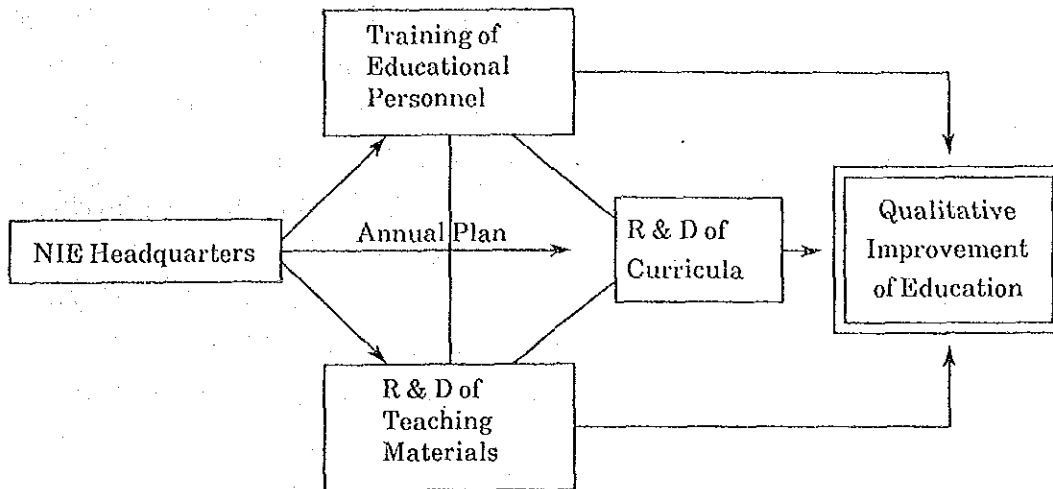 Training of
Educational
Personnel
NIE Headquarters
Annual Plan
R & D of
Curricula
Qualitative
Improvement
of Education
R & D of
Teaching
Materials